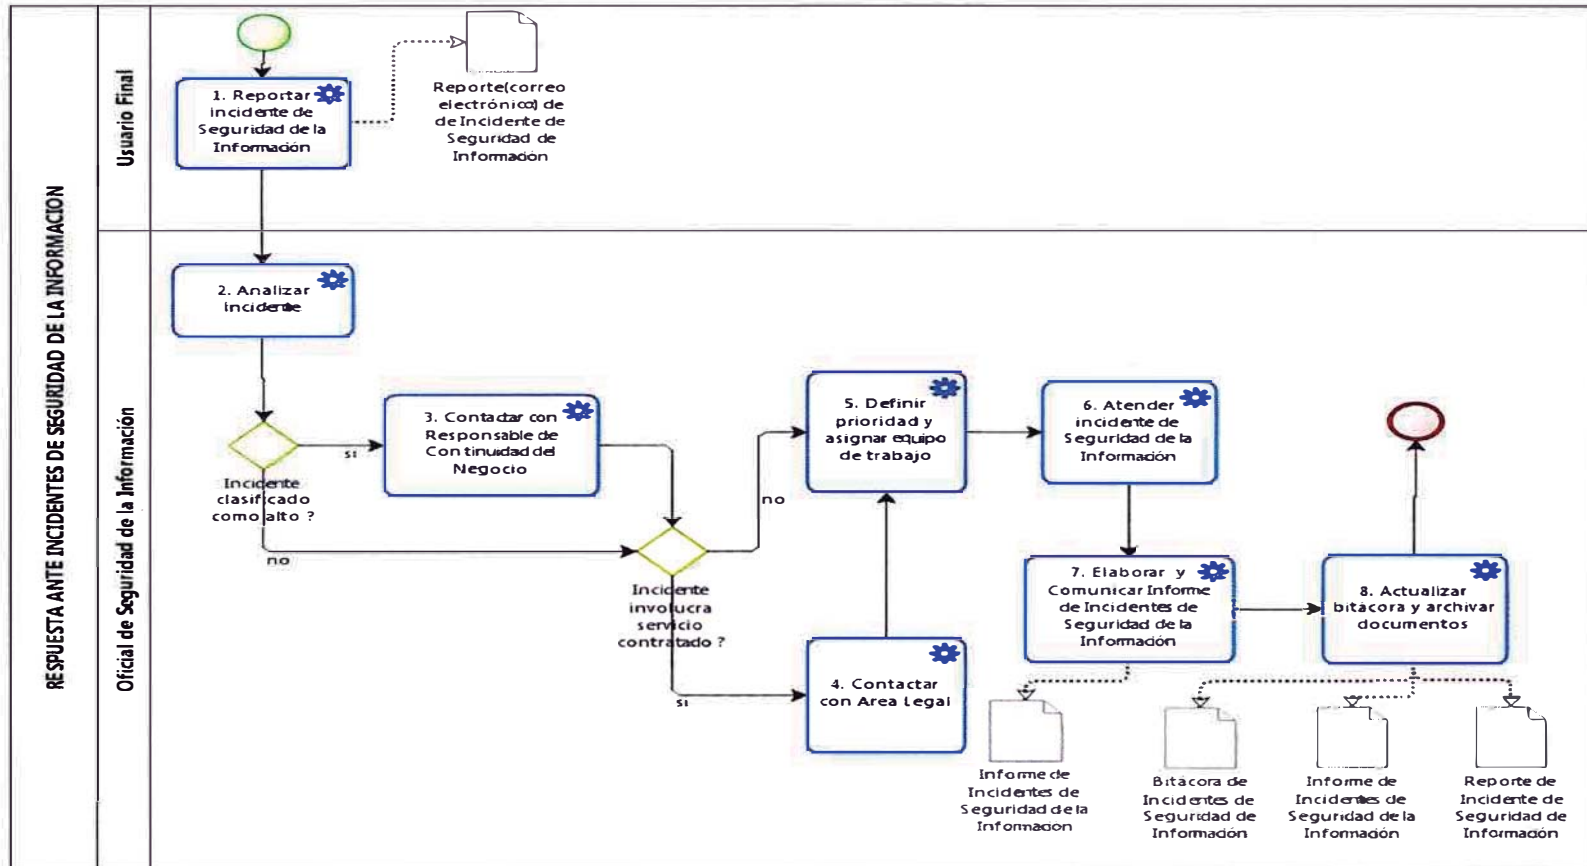 RESPUESTA ANTE INCIDENTES DE SEGURIDAD DE LA INFORMACION
Usuario Final
1. Reportar
incidente de
Seguridad de la
Información
Reporte(correo
electrónico) de
de Incidente de
Seguridad de
Información
Oficial de Seguridad de la Información
2. Analizar
Incidente
Incidente
clasificado
como alto ?
si
no
3. Contactar con
Responsable de
Continuidad del
Negocio
Incidente
involucra
servicio
contratado ?
no
si
4. Contactar
con Area Legal
5. Definir
prioridad y
asignar equipo
de trabajo
6. Atender
incidente de
Seguridad de la
Información
7. Elaborar y
Comunicar Informe
de Incidentes de
Seguridad de la
Información
8. Actualizar
bitácora y archivar
documentos
Informe de
Incidentes de
Seguridad de la
Información
Bitácora de
Incidentes de
Seguridad de
Información
Informe de
Incidentes de
Seguridad de la
Información
Reporte de
Incidente de
Seguridad de
Información